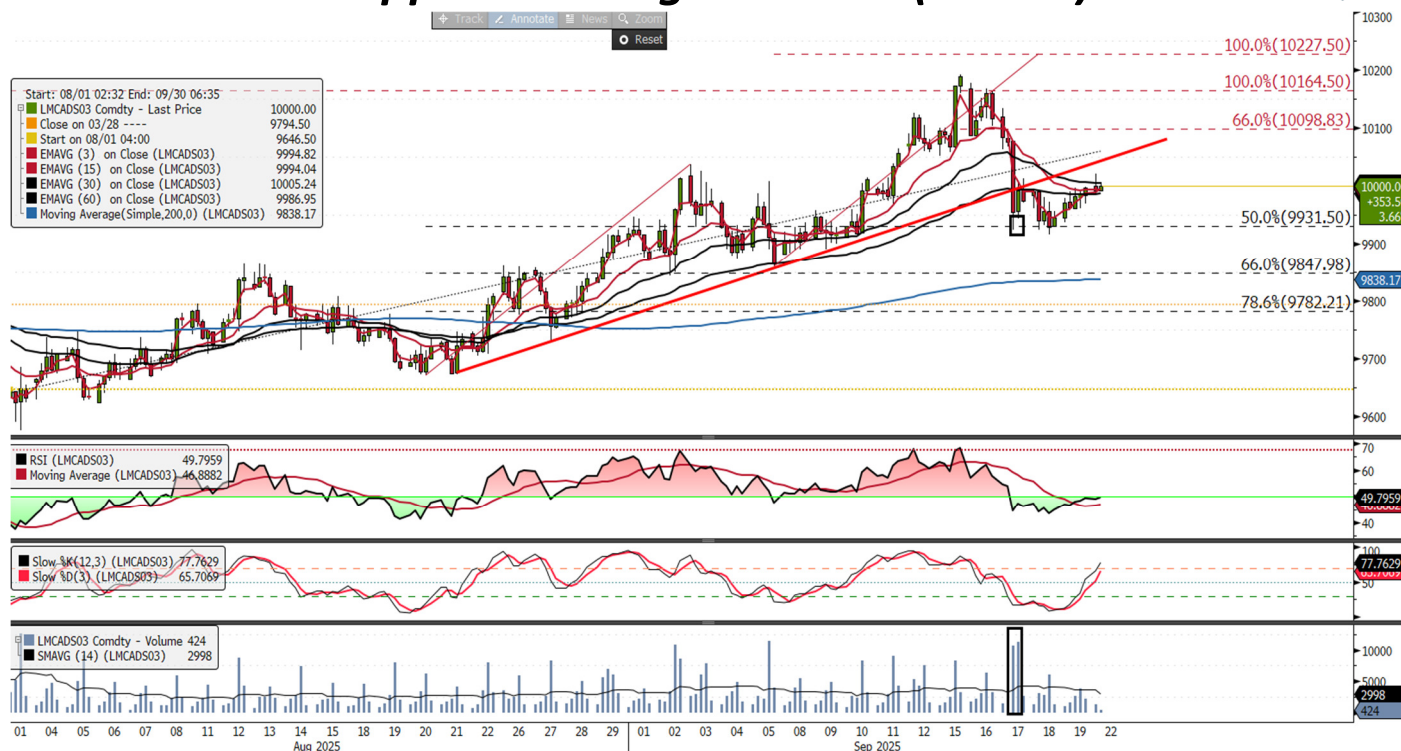 Track Annotate News Zoom
Reset
Start: 08/01 02:32 End: 09/30 06:35
LMCADS03 Comdty - Last Price 10000.00
Close on 03/28 ---- 9794.50
Start on 08/01 04:00 9646.50
EMAVG (3) on Close (LMCADS03) 9994.82
EMAVG (15) on Close (LMCADS03) 9994.04
EMAVG (30) on Close (LMCADS03) 10005.24
EMAVG (60) on Close (LMCADS03) 9986.95
Moving Average(Simple,200,0) (LMCADS03) 9838.17
100.0%(10227.50)
100.0%(10164.50)
66.0%(10098.83)
50.0%(9931.50)
66.0%(9847.98)
78.6%(9782.21)
10300
10200
10100
10000.00
+353.5
3.66
9900
9838.17
9800
9700
9600
RSI (LMCADS03) 49.7959
Moving Average (LMCADS03) 46.8882
70
60
49.7959
40
Slow %K(12,3) (LMCADS03) 77.7629
Slow %D(3) (LMCADS03) 65.7069
100
77.7629
50
LMCADS03 Comdty - Volume 424
SMAVG (14) (LMCADS03) 2998
10000
5000
2998
424
01 04 05 06 07 08 11 12 13 14 15 18 19 20 21 22 26 27 28 29 01 02 04 05 08 09 10 11 12 15 16 17 18 19 22
Aug 2025 Sep 2025